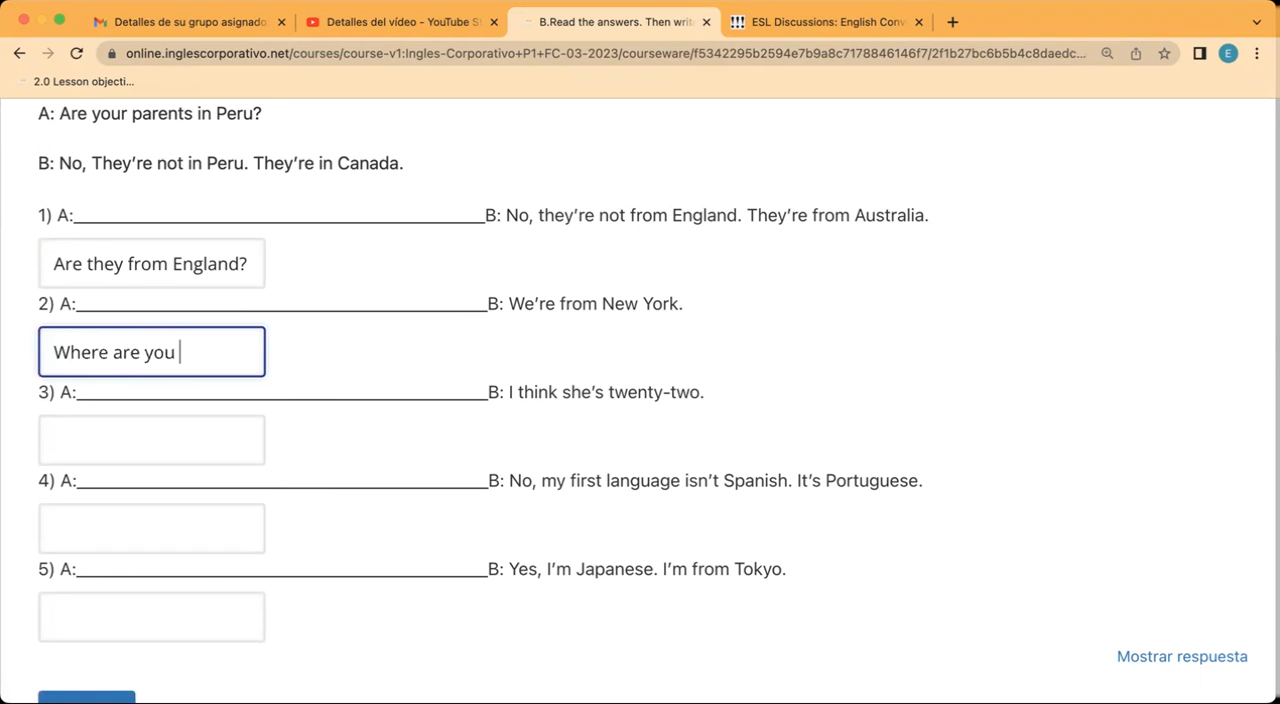 Detalles de su grupo asignado
Detalles del vídeo - YouTube S
B.Read the answers. Then writ
ESL Discussions: English Conv
online.inglescorporativo.net/courses/course-v1:Ingles-Corporativo+P1+FC-03-2023/courseware/f5342295b2594e7b9a8c7178846146f7/2f1b27bc6b5b4c8daedc...
E
2.0 Lesson objecti...
A: Are your parents in Peru?
B: No, They’re not in Peru. They’re in Canada.
1) A:__________________________________________B: No, they’re not from England. They’re from Australia.
Are they from England?
2) A:__________________________________________B: We’re from New York.
Where are you
3) A:__________________________________________B: I think she’s twenty-two.
4) A:__________________________________________B: No, my first language isn’t Spanish. It’s Portuguese.
5) A:__________________________________________B: Yes, I’m Japanese. I’m from Tokyo.
Mostrar respuesta